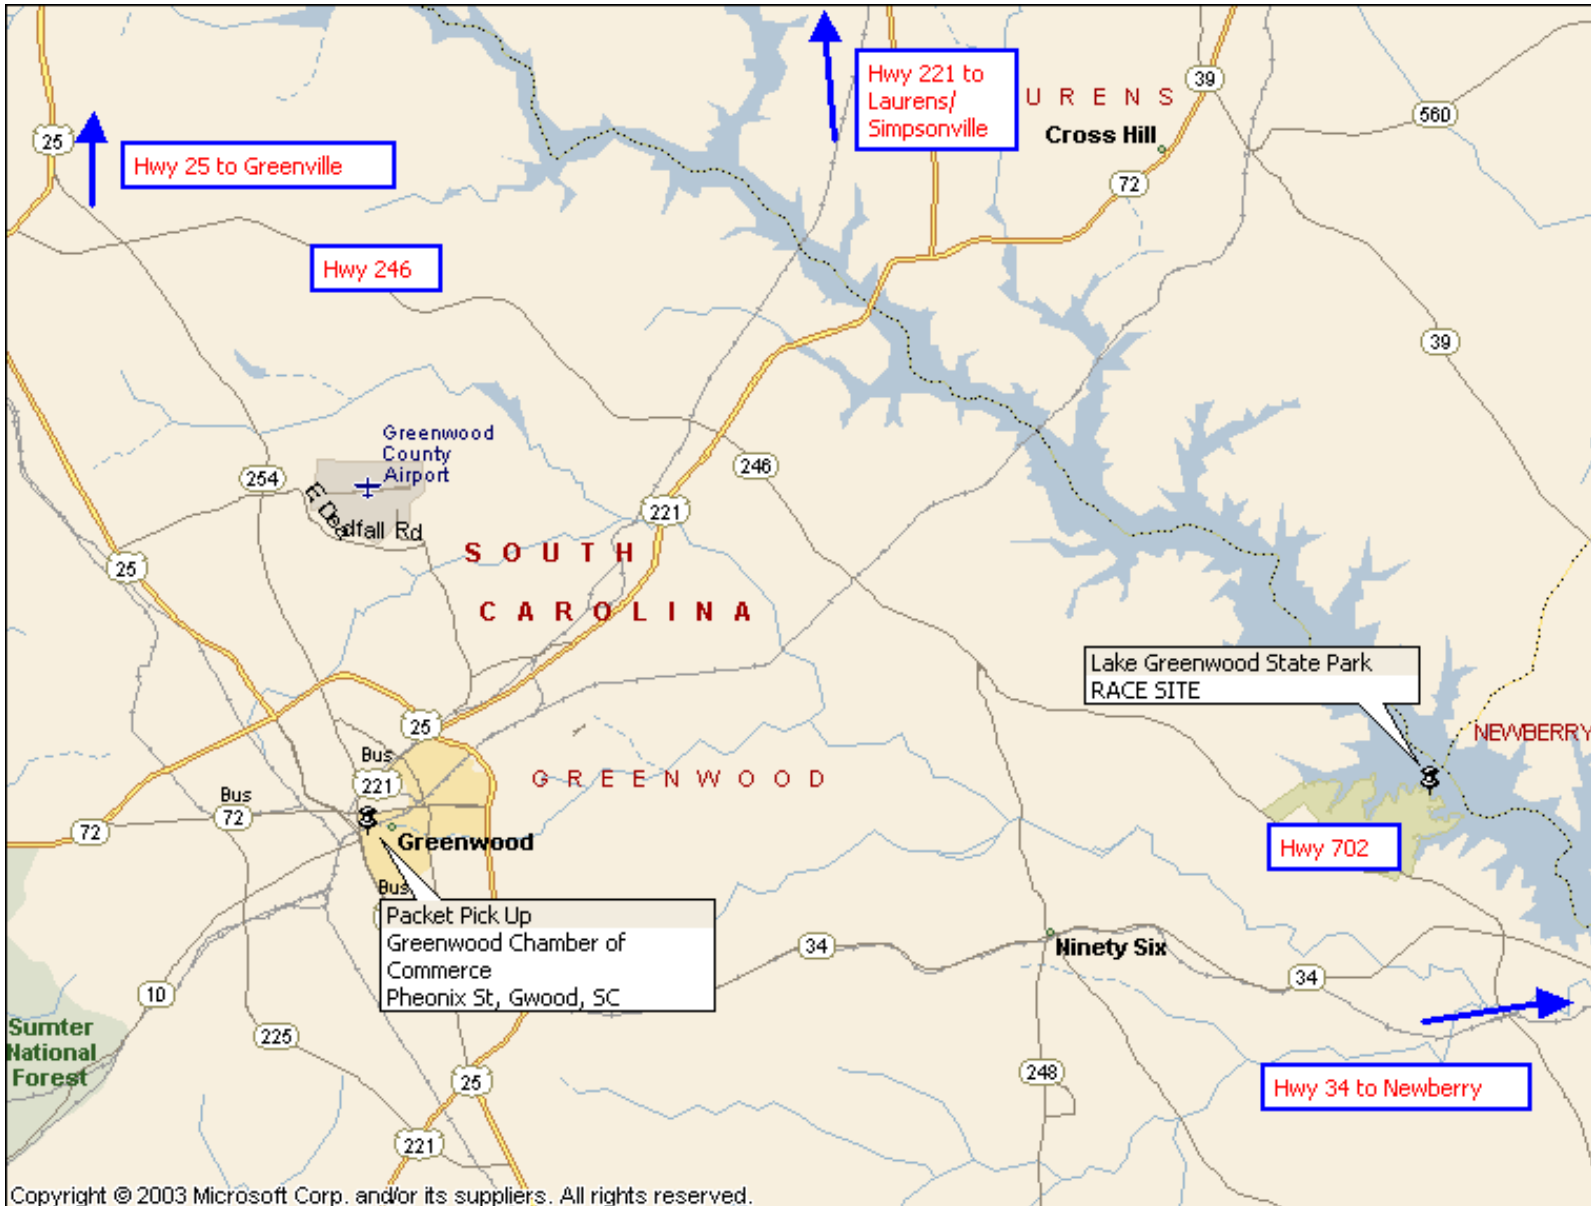 Hwy 221 to
Laurens/
Simpsonville
39
U R E N S
560
Cross Hill
25
Hwy 25 to Greenville
72
Hwy 246
39
Greenwood
County
Airport
254
246
E Deadfall Rd
221
S O U T H
25
C A R O L I N A
Lake Greenwood State Park
RACE SITE
25
NEWBERRY
Bus
221
G R E E N W O O D
Bus
72
72
Greenwood
Hwy 702
Bus
Packet Pick Up
Greenwood Chamber of
Commerce
Pheonix St, Gwood, SC
34
Ninety Six
34
10
Sumter
National
Forest
225
248
25
Hwy 34 to Newberry
221
Copyright © 2003 Microsoft Corp. and/or its suppliers. All rights reserved.